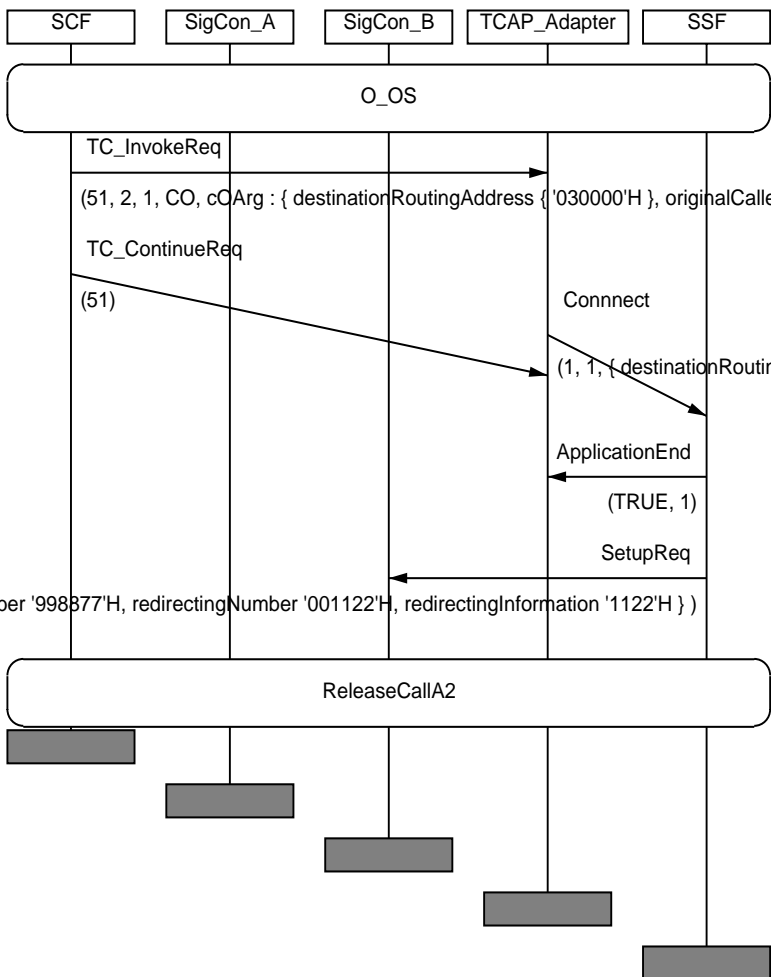 SCF SigCon_A SigCon_B TCAP_Adapter SSF
O_OS
TC_InvokeReq
(51, 2, 1, CO, cOArg : { destinationRoutingAddress { '030000'H }, originalCalle
TC_ContinueReq
(51) Connnect
(1, 1, { destinationRoutin
ApplicationEnd
(TRUE, 1)
SetupReq
ber '998877'H, redirectingNumber '001122'H, redirectingInformation '1122'H } )
ReleaseCallA2